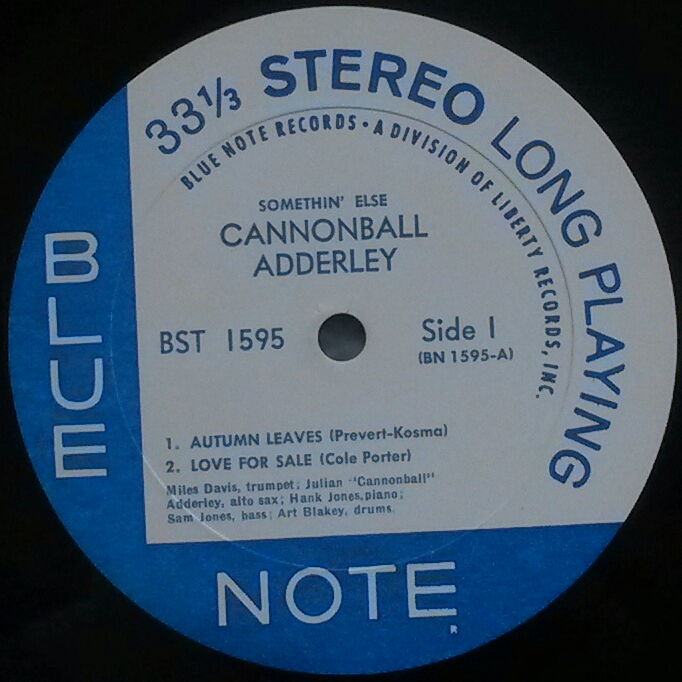 33⅓ STEREO LONG PLAYING
BLUE NOTE RECORDS • A DIVISION OF LIBERTY RECORDS, INC.
SOMETHIN' ELSE
CANNONBALL
ADDERLEY
BST 1595
Side 1
(BN 1595-A)
1. AUTUMN LEAVES (Prevert-Kosma)
2. LOVE FOR SALE (Cole Porter)
Miles Davis, trumpet; Julian "Cannonball"
Adderley, alto sax; Hank Jones, piano;
Sam Jones, bass; Art Blakey, drums.
BLUE
NOTE
R